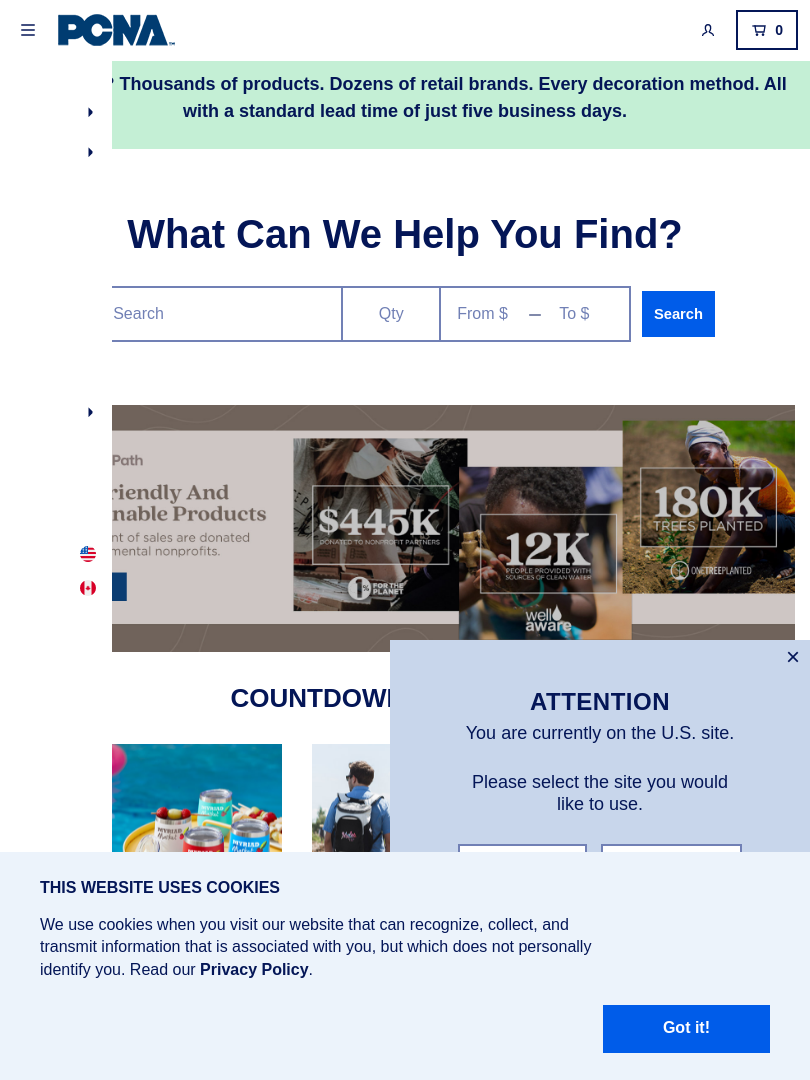 PCNA
0
? Thousands of products. Dozens of retail brands. Every decoration method. All
with a standard lead time of just five business days.
What Can We Help You Find?
Search
Qty
From $
To $
Search
Path
riendly And
nable Products
nt of sales are donated
mental nonprofits.
$445K
DONATED TO NONPROFIT PARTNERS
1% FOR THE
PLANET
12K
PEOPLE PROVIDED WITH
SOURCES OF CLEAN WATER
well
aware
180K
TREES PLANTED
ONETREEPLANTED
COUNTDOWN
ATTENTION
You are currently on the U.S. site.
Please select the site you would
like to use.
MYRIAD
Market
MYRIAD
Market
MYRIAD
THIS WEBSITE USES COOKIES
We use cookies when you visit our website that can recognize, collect, and
transmit information that is associated with you, but which does not personally
identify you. Read our Privacy Policy.
Got it!